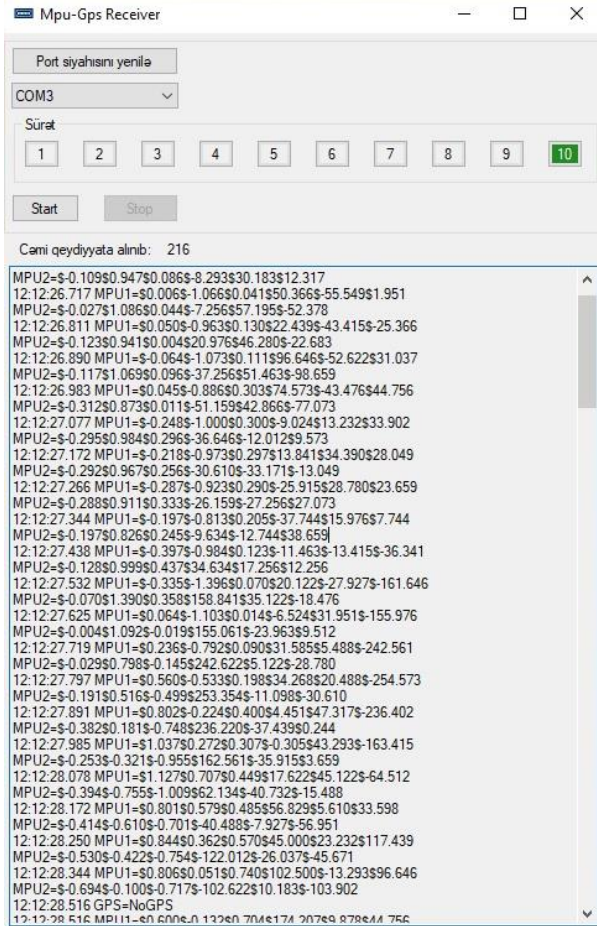 Mpu-Gps Receiver
Port siyahısını yenilə
COM3
Sürət
1 2 3 4 5 6 7 8 9 10
Start Stop
Cəmi qeydiyyata alınıb: 216
MPU2=$-0.109$0.947$0.086$-8.293$30.183$12.317
12:12:26.717 MPU1=$0.006$-1.066$0.041$50.366$-55.549$1.951
MPU2=$-0.027$1.086$0.044$-7.256$57.195$-52.378
12:12:26.811 MPU1=$0.050$-0.963$0.130$22.439$-43.415$-25.366
MPU2=$-0.123$0.941$0.004$20.976$46.280$-22.683
12:12:26.890 MPU1=$-0.064$-1.073$0.111$96.646$-52.622$31.037
MPU2=$-0.117$1.069$0.096$-37.256$51.463$-98.659
12:12:26.983 MPU1=$0.045$-0.886$0.303$74.573$-43.476$44.756
MPU2=$-0.312$0.873$0.011$-51.159$42.866$-77.073
12:12:27.077 MPU1=$-0.248$-1.000$0.300$-9.024$13.232$33.902
MPU2=$-0.295$0.984$0.296$-36.646$-12.012$9.573
12:12:27.172 MPU1=$-0.218$-0.973$0.297$13.841$34.390$28.049
MPU2=$-0.292$0.967$0.256$-30.610$-33.171$-13.049
12:12:27.266 MPU1=$-0.287$-0.923$0.290$-25.915$28.780$23.659
MPU2=$-0.288$0.911$0.333$-26.159$-27.256$27.073
12:12:27.344 MPU1=$-0.197$-0.813$0.205$-37.744$15.976$7.744
MPU2=$-0.197$0.826$0.245$-9.634$-12.744$38.659
12:12:27.438 MPU1=$-0.397$-0.984$0.123$-11.463$-13.415$-36.341
MPU2=$-0.128$0.999$0.437$34.634$17.256$12.256
12:12:27.532 MPU1=$-0.335$-1.396$0.070$20.122$-27.927$-161.646
MPU2=$-0.070$1.390$0.358$158.841$35.122$-18.476
12:12:27.625 MPU1=$0.064$-1.103$0.014$-6.524$31.951$-155.976
MPU2=$-0.004$1.092$-0.019$155.061$-23.963$9.512
12:12:27.719 MPU1=$0.236$-0.792$0.090$31.585$5.488$-242.561
MPU2=$-0.029$0.798$-0.145$242.622$5.122$-28.780
12:12:27.797 MPU1=$0.560$-0.533$0.198$34.268$20.488$-254.573
MPU2=$-0.191$0.516$-0.499$253.354$-11.098$-30.610
12:12:27.891 MPU1=$0.802$-0.224$0.400$4.451$47.317$-236.402
MPU2=$-0.382$0.181$-0.748$236.220$-37.439$0.244
12:12:27.985 MPU1=$1.037$0.272$0.307$-0.305$43.293$-163.415
MPU2=$-0.253$-0.321$-0.955$162.561$-35.915$3.659
12:12:28.078 MPU1=$1.127$0.707$0.449$17.622$45.122$-64.512
MPU2=$-0.394$-0.755$-1.009$62.134$-40.732$-15.488
12:12:28.172 MPU1=$0.801$0.579$0.485$56.829$5.610$33.598
MPU2=$-0.414$-0.610$-0.701$-40.488$-7.927$-56.951
12:12:28.250 MPU1=$0.844$0.362$0.570$45.000$23.232$117.439
MPU2=$-0.530$-0.422$-0.754$-122.012$-26.037$-45.671
12:12:28.344 MPU1=$0.806$0.051$0.740$102.500$-13.293$96.646
MPU2=$-0.694$-0.100$-0.717$-102.622$10.183$-103.902
12:12:28.516 GPS=NoGPS
12:12:28.516 MPU1=$0.600$-0.132$0.704$174.207$9.878$44.756